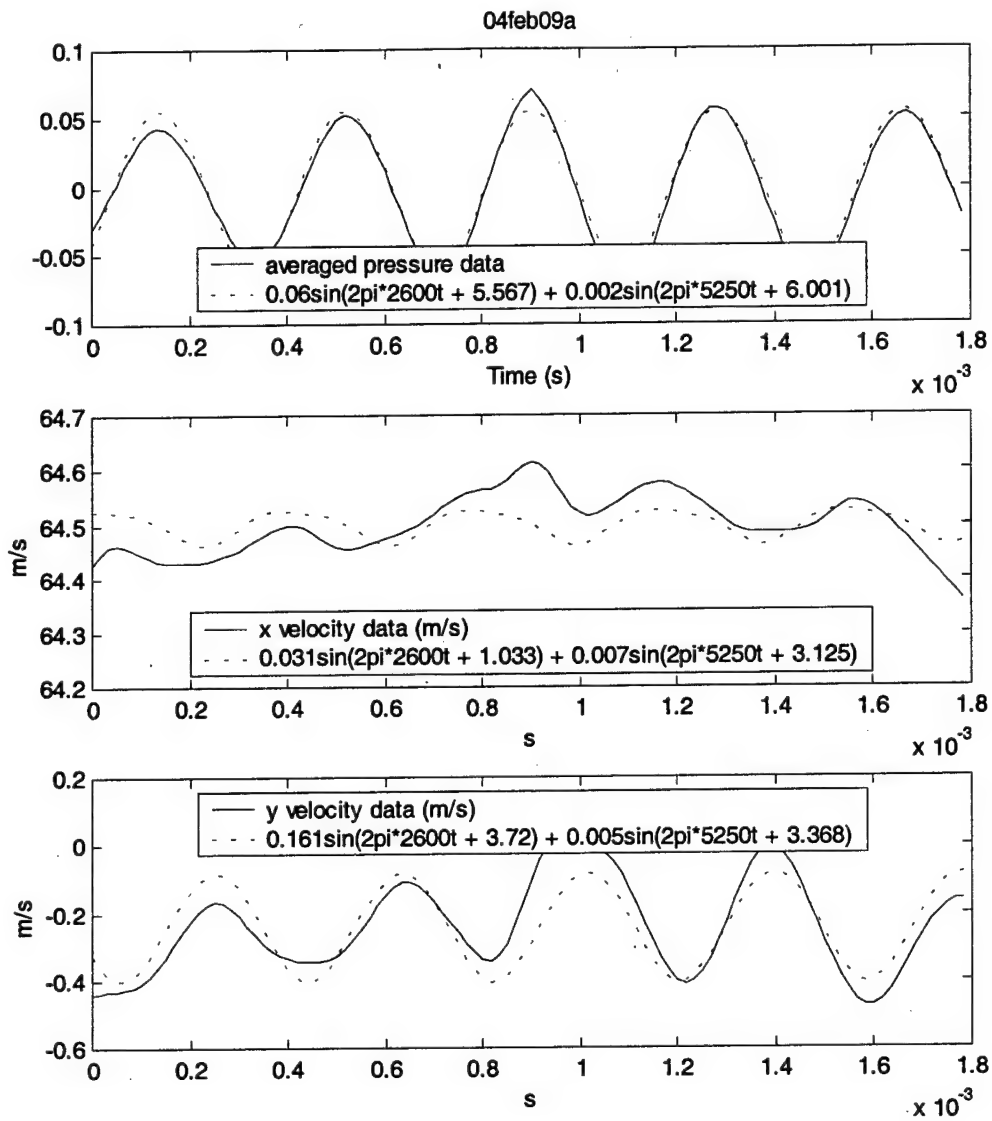 04feb09a
0.1
0.05
0
-0.05
-0.1
averaged pressure data
0.06sin(2pi*2600t + 5.567) + 0.002sin(2pi*5250t + 6.001)
0 0.2 0.4 0.6 0.8 1 1.2 1.4 1.6 1.8
Time (s)
x 10-3
64.7
64.6
64.5
64.4
64.3
64.2
m/s
x velocity data (m/s)
0.031sin(2pi*2600t + 1.033) + 0.007sin(2pi*5250t + 3.125)
0 0.2 0.4 0.6 0.8 1 1.2 1.4 1.6 1.8
s
x 10-3
0.2
0
-0.2
-0.4
-0.6
m/s
y velocity data (m/s)
0.161sin(2pi*2600t + 3.72) + 0.005sin(2pi*5250t + 3.368)
0 0.2 0.4 0.6 0.8 1 1.2 1.4 1.6 1.8
s
x 10-3